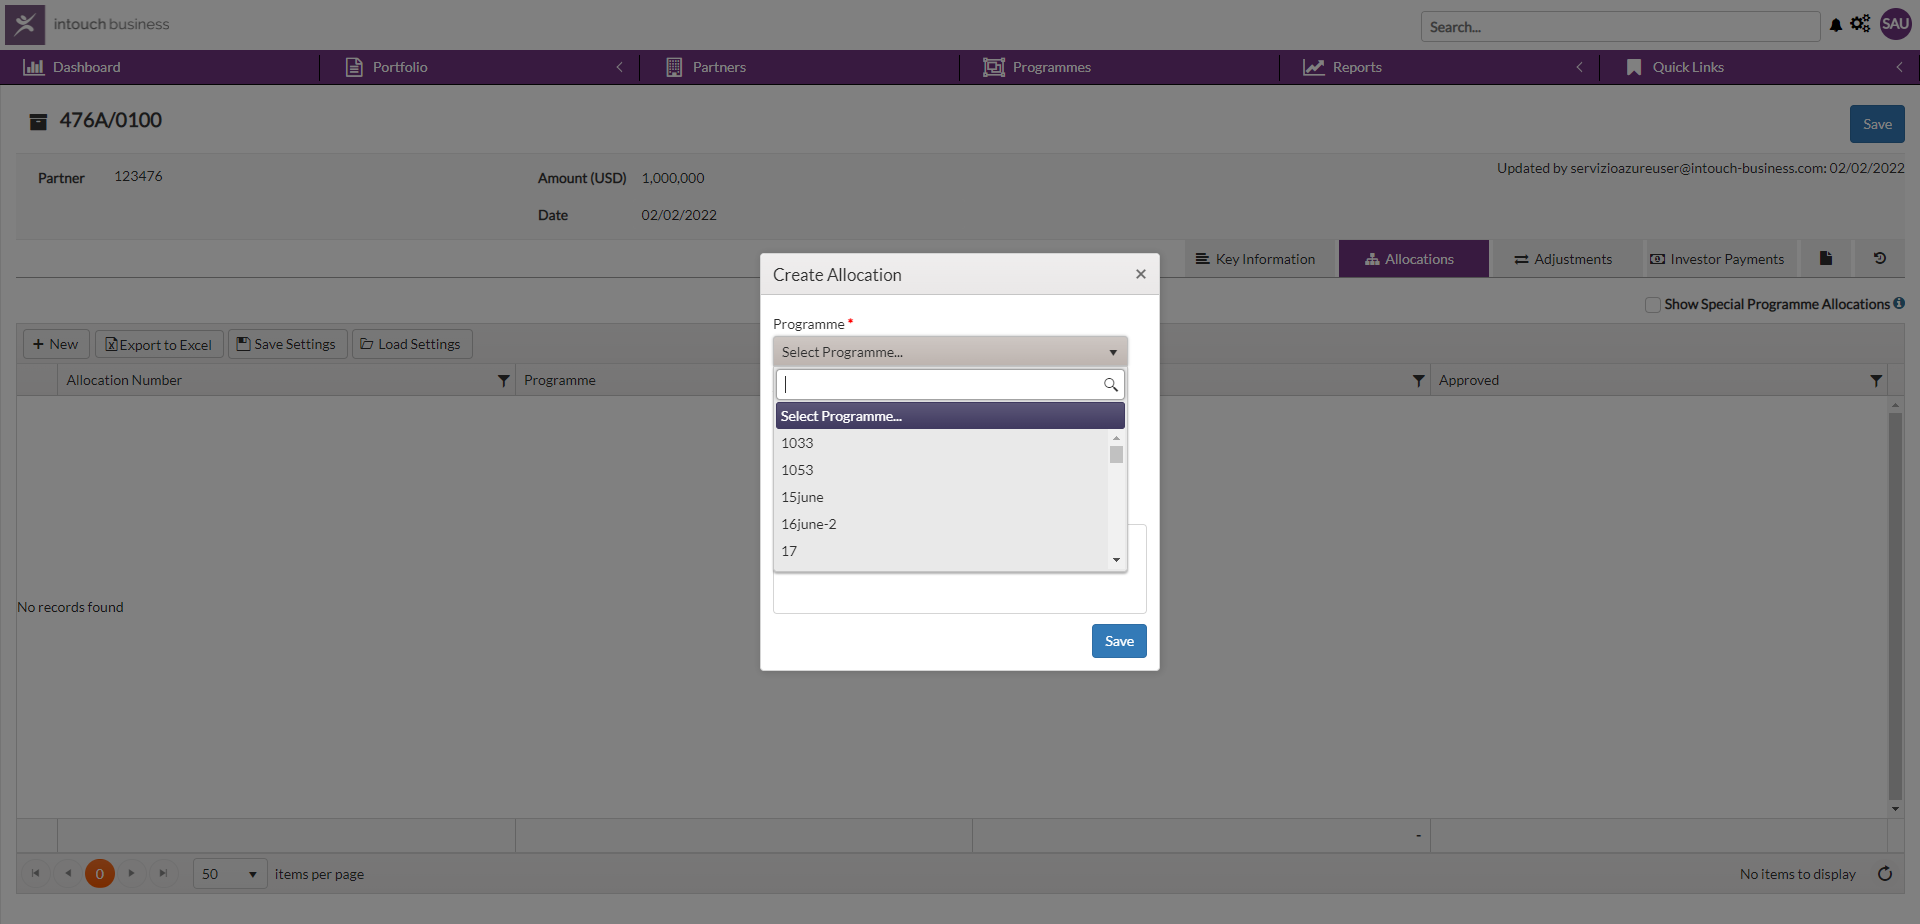 intouch business
Search...
SAU
Dashboard
Portfolio
Partners
Programmes
Reports
Quick Links
476A/0100
Save
Partner 123476
Amount (USD) 1,000,000
Date 02/02/2022
Updated by servizioazureuser@intouch-business.com: 02/02/2022
Key Information
Allocations
Adjustments
Investor Payments
Show Special Programme Allocations
New
Export to Excel
Save Settings
Load Settings
Allocation Number
Programme
Approved
No records found
Create Allocation
Programme *
Select Programme...
Select Programme...
1033
1053
15june
16june-2
17
Save
-
0
50
items per page
No items to display